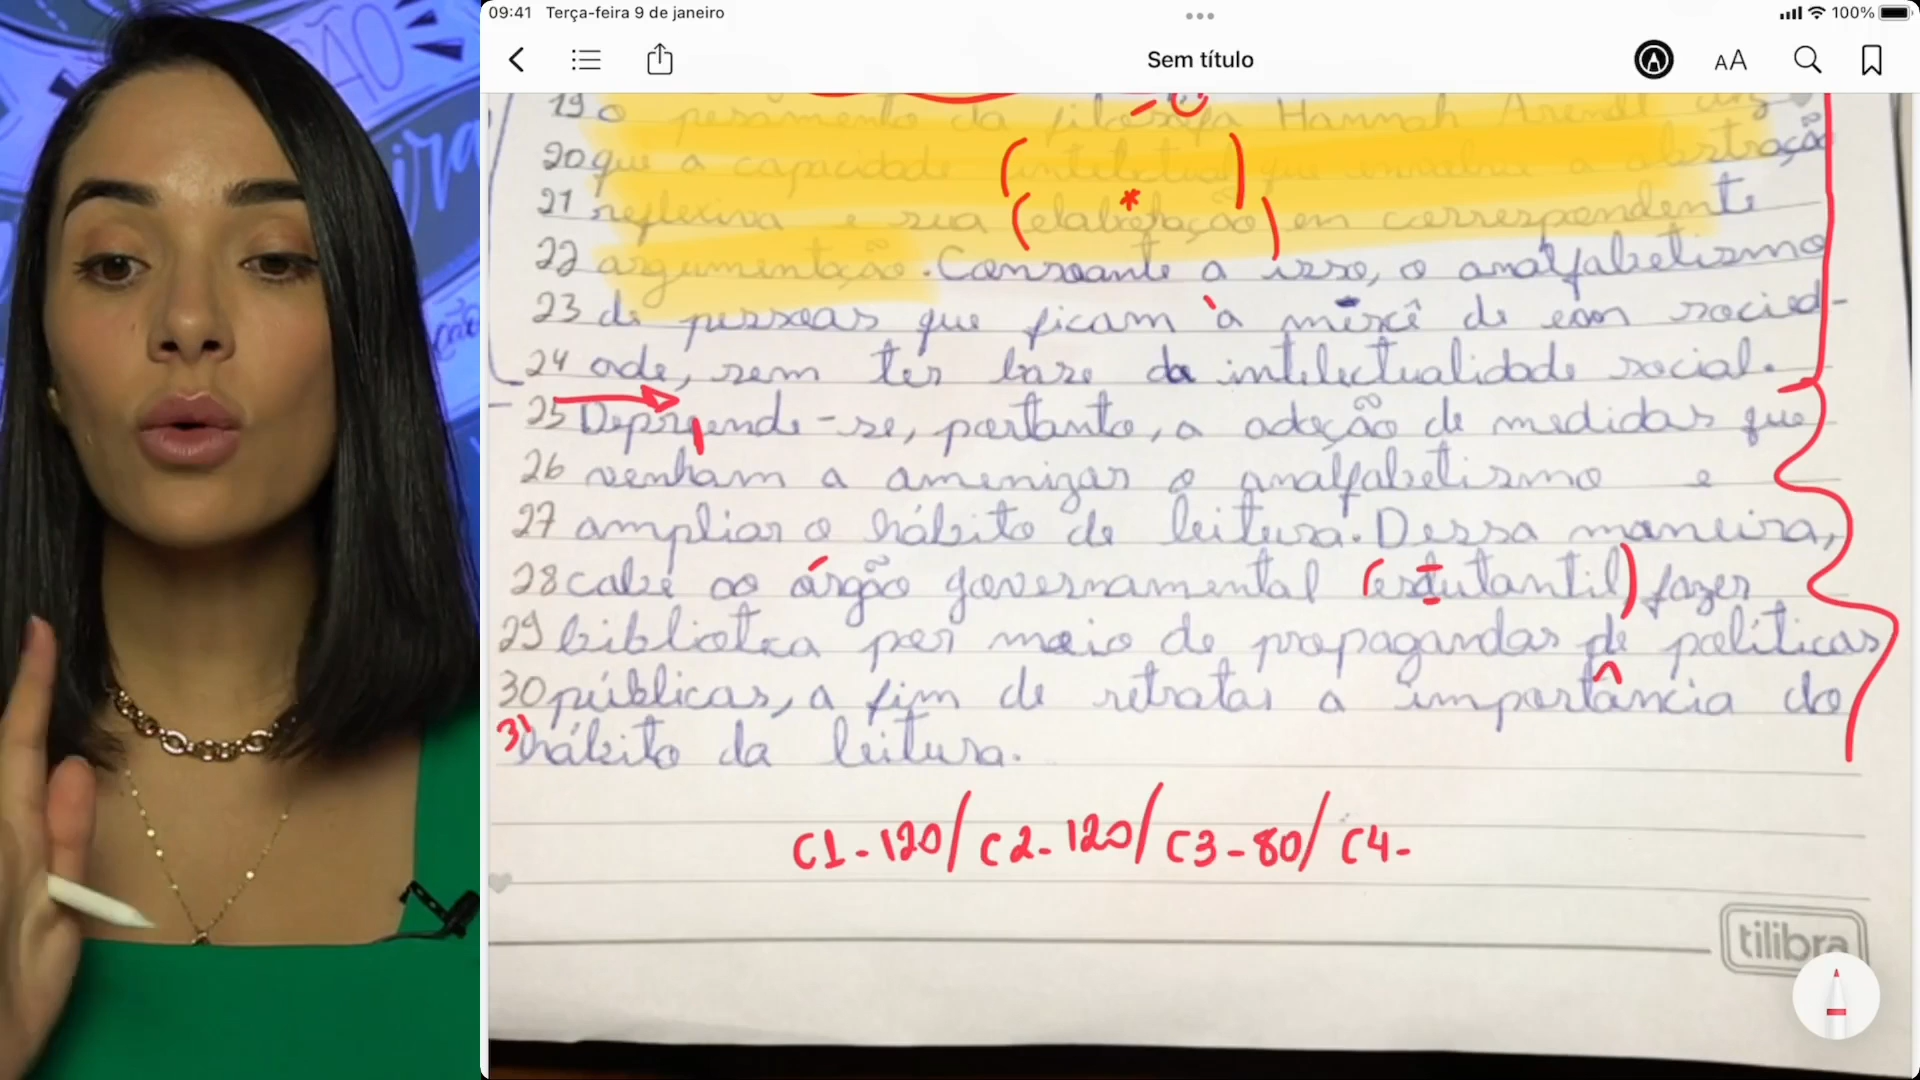 09:41 Terça-feira 9 de janeiro
100%
Sem título
AA
19 o pesamento da filósofa Hannah Arendt diz
20 que a capacidade intelectual que envolve a abstração
21 reflexiva e sua elaboração em correspondente
22 argumentação. Consoante a isso, o analfabetismo
23 de pessoas que ficam à mercê de em socied-
24 ade, sem ter base da intelectualidade social.
25 Depreende-se, portanto, a adoção de medidas que
26 venham a amenizar o analfabetismo e
27 ampliar o hábito de leitura. Dessa maneira,
28 cabe ao órgão governamental (estutantil) fazer
29 bibliotca por meio de propagandas de políticas
30 públicas, a fim de retratar a importância do
31 hábito da leitura.
C1-120/ C2-120/ C3-80/ C4-
tilibra